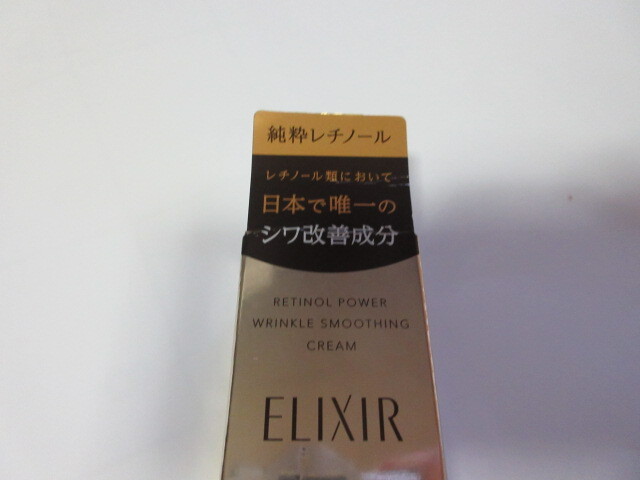 純粋レチノール
レチノール類において
日本で唯一の
シワ改善成分
RETINOL POWER
WRINKLE SMOOTHING
CREAM
ELIXIR